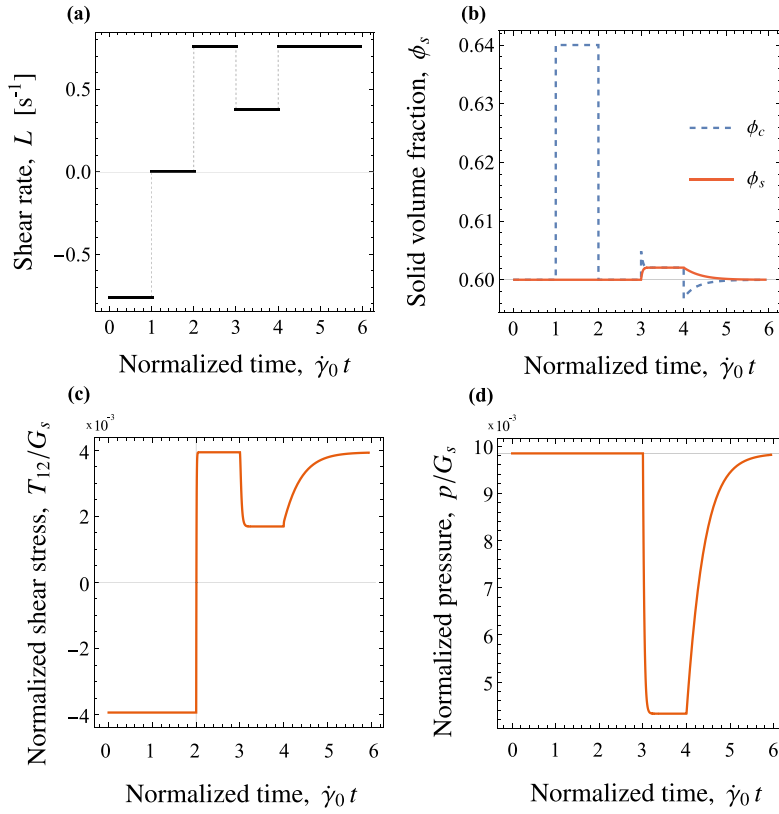 (a)
Shear rate, L [s⁻¹]
0.5
0.0
−0.5
0 1 2 3 4 5 6
Normalized time, γ̇₀ t
(b)
Solid volume fraction, ϕₛ
0.64
0.63
0.62
0.61
0.60
ϕ_c
ϕₛ
0 1 2 3 4 5 6
Normalized time, γ̇₀ t
(c)
×10⁻³
Normalized shear stress, T₁₂/Gₛ
4
2
0
−2
−4
0 1 2 3 4 5 6
Normalized time, γ̇₀ t
(d)
×10⁻³
Normalized pressure, p/Gₛ
10
9
8
7
6
5
0 1 2 3 4 5 6
Normalized time, γ̇₀ t